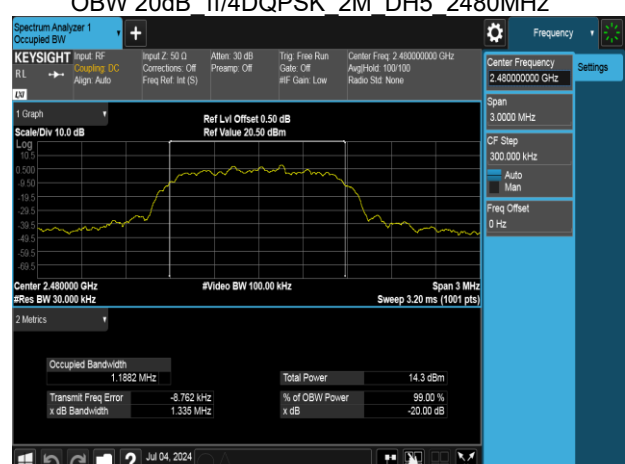 OBW 20dB_π/4DQPSK_2M_DH5_2480MHz
Spectrum Analyzer 1
Occupied BW
KEYSIGHT
RL
LXI
Input: RF
Coupling: DC
Align: Auto
Input Z: 50 Ω
Corrections: Off
Freq Ref: Int (S)
Atten: 30 dB
Preamp: Off
Trig: Free Run
Gate: Off
#IF Gain: Low
Center Freq: 2.480000000 GHz
Avg|Hold: 100/100
Radio Std: None
1 Graph
Scale/Div 10.0 dB
Ref Lvl Offset 0.50 dB
Ref Value 20.50 dBm
Log
10.5
0.500
-9.50
-19.5
-29.5
-39.5
-49.5
-59.5
-69.5
Center 2.480000 GHz
#Res BW 30.000 kHz
#Video BW 100.00 kHz
Span 3 MHz
Sweep 3.20 ms (1001 pts)
2 Metrics
Occupied Bandwidth
1.1882 MHz
Total Power 14.3 dBm
Transmit Freq Error -8.762 kHz
% of OBW Power 99.00 %
x dB Bandwidth 1.335 MHz
x dB -20.00 dB
?
Jul 04, 2024
Frequency
Settings
Center Frequency
2.480000000 GHz
Span
3.0000 MHz
CF Step
300.000 kHz
Auto
Man
Freq Offset
0 Hz